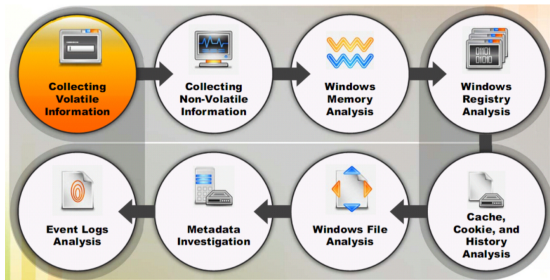 Collecting
Volatile
Information
Collecting
Non-Volatile
Information
Windows
Memory
Analysis
Windows
Registry
Analysis
Cache,
Cookie, and
History
Analysis
Windows File
Analysis
Metadata
Investigation
Event Logs
Analysis